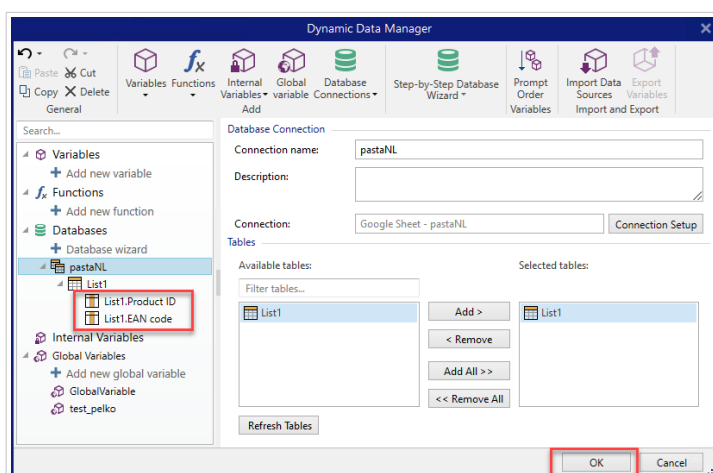 Dynamic Data Manager
Paste Cut
Copy Delete
General
Variables Functions
Internal Variables
Global variable
Database Connections
Add
Step-by-Step Database Wizard
Prompt Order
Variables
Import Data Sources
Export Variables
Import and Export
Search...
Variables
Add new variable
Functions
Add new function
Databases
Database wizard
pastaNL
List1
List1.Product ID
List1.EAN code
Internal Variables
Global Variables
Add new global variable
GlobalVariable
test_pelko
Database Connection
Connection name: pastaNL
Description:
Connection: Google Sheet - pastaNL Connection Setup
Tables
Available tables: Selected tables:
Filter tables...
List1 Add > List1
< Remove
Add All >>
<< Remove All
Refresh Tables
OK Cancel